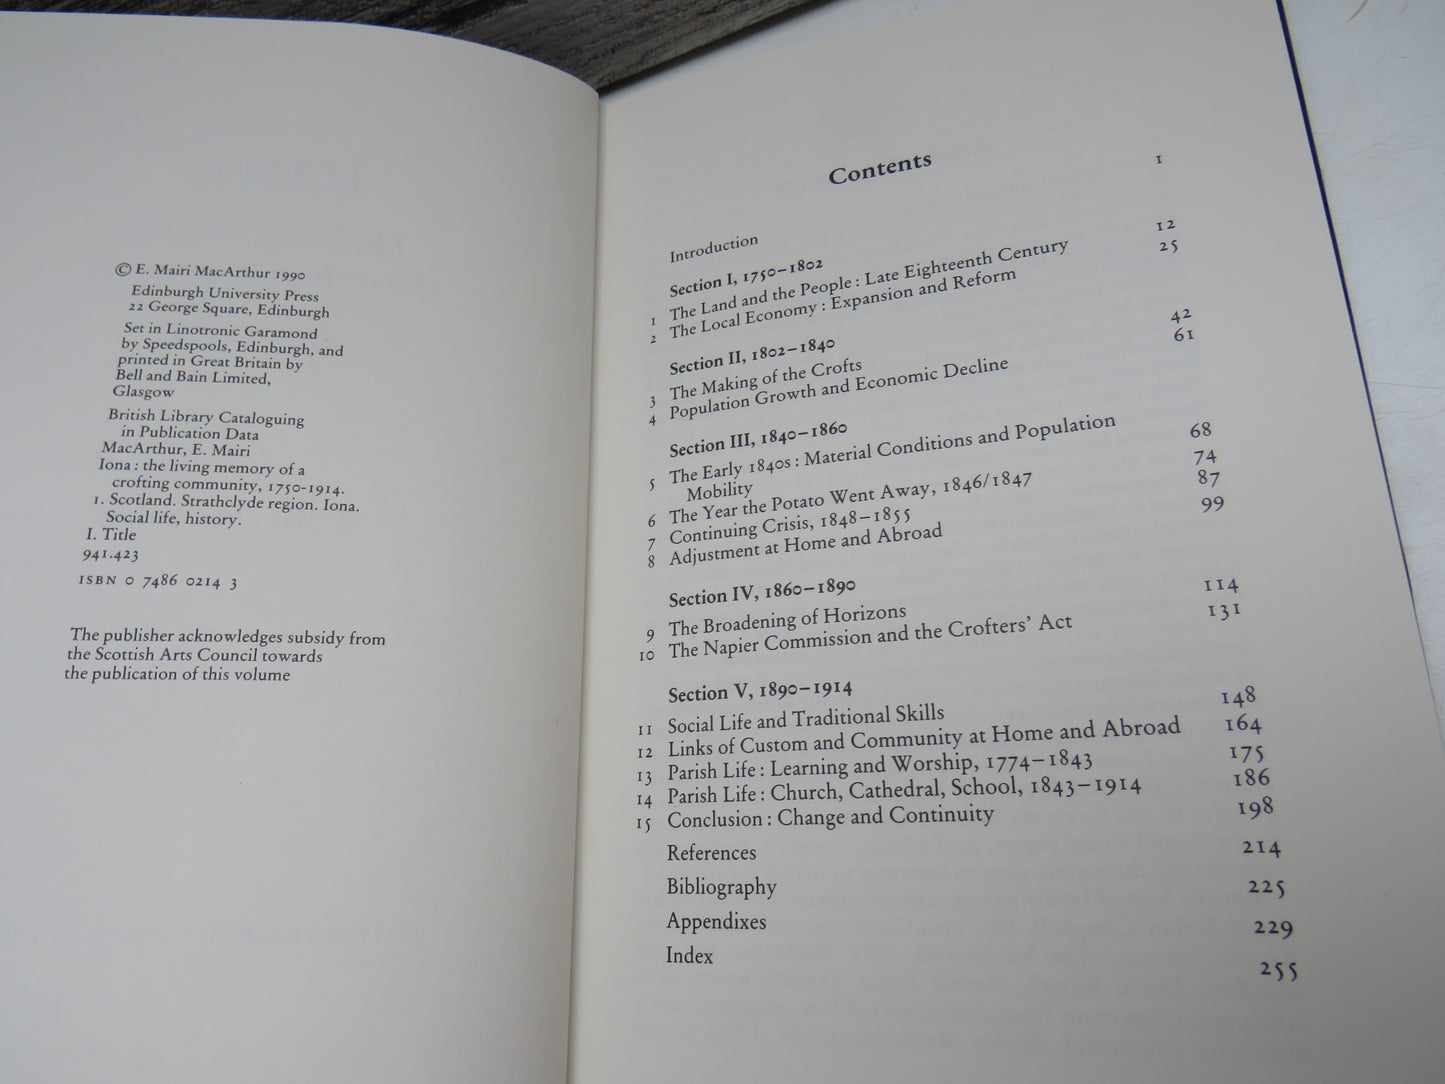 © E. Mairi MacArthur 1990
Edinburgh University Press
22 George Square, Edinburgh
Set in Linotronic Garamond
by Speedspools, Edinburgh, and
printed in Great Britain by
Bell and Bain Limited,
Glasgow
British Library Cataloguing
in Publication Data
MacArthur, E. Mairi
Iona : the living memory of a
crofting community, 1750-1914.
1. Scotland. Strathclyde region. Iona.
Social life, history.
I. Title
941.423
ISBN 0 7486 0214 3
The publisher acknowledges subsidy from
the Scottish Arts Council towards
the publication of this volume
Contents
Introduction 1
Section I, 1750–1802
1 The Land and the People : Late Eighteenth Century 12
2 The Local Economy : Expansion and Reform 25
Section II, 1802–1840
3 The Making of the Crofts 42
4 Population Growth and Economic Decline 61
Section III, 1840–1860
5 The Early 1840s : Material Conditions and Population
Mobility 68
6 The Year the Potato Went Away, 1846/1847 74
7 Continuing Crisis, 1848–1855 87
8 Adjustment at Home and Abroad 99
Section IV, 1860–1890
9 The Broadening of Horizons 114
10 The Napier Commission and the Crofters' Act 131
Section V, 1890–1914
11 Social Life and Traditional Skills 148
12 Links of Custom and Community at Home and Abroad 164
13 Parish Life : Learning and Worship, 1774–1843 175
14 Parish Life : Church, Cathedral, School, 1843–1914 186
15 Conclusion : Change and Continuity 198
References 214
Bibliography 225
Appendixes 229
Index 255